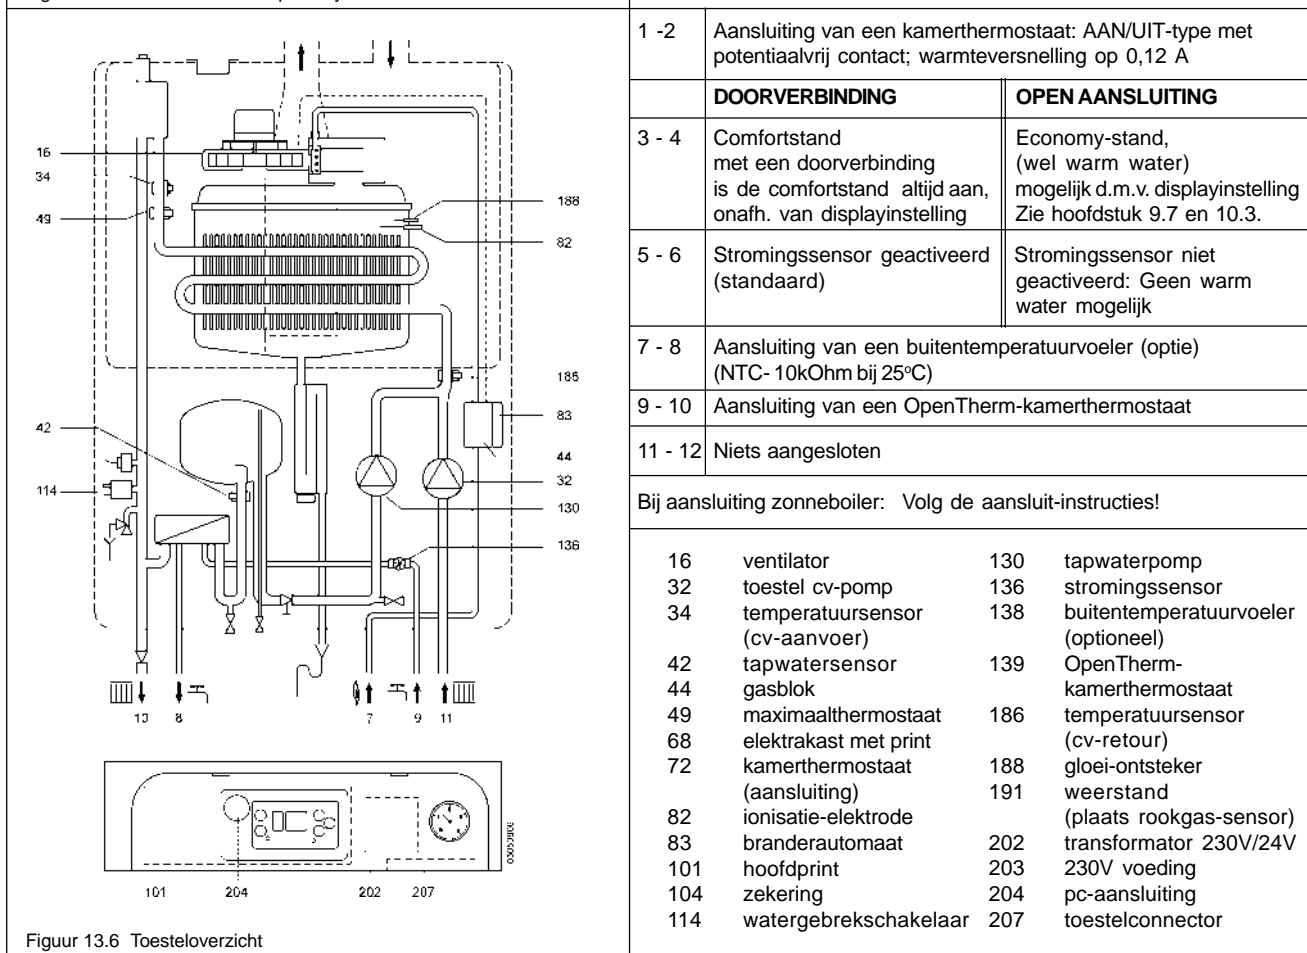 1 -2 Aansluiting van een kamerthermostaat: AAN/UIT-type met
potentiaalvrij contact; warmteversnelling op 0,12 A
DOORVERBINDING OPEN AANSLUITING
3 - 4 Comfortstand Economy-stand,
met een doorverbinding (wel warm water)
is de comfortstand altijd aan, mogelijk d.m.v. displayinstelling
onafh. van displayinstelling Zie hoofdstuk 9.7 en 10.3.
5 - 6 Stromingssensor geactiveerd Stromingssensor niet
(standaard) geactiveerd: Geen warm
water mogelijk
7 - 8 Aansluiting van een buitentemperatuurvoeler (optie)
(NTC- 10kOhm bij 25°C)
9 - 10 Aansluiting van een OpenTherm-kamerthermostaat
11 - 12 Niets aangesloten
Bij aansluiting zonneboiler: Volg de aansluit-instructies!
16 ventilator 130 tapwaterpomp
32 toestel cv-pomp 136 stromingssensor
34 temperatuursensor 138 buitentemperatuurvoeler
(cv-aanvoer) (optioneel)
42 tapwatersensor 139 OpenTherm-
44 gasblok kamerthermostaat
49 maximaalthermostaat 186 temperatuursensor
68 elektrakast met print (cv-retour)
72 kamerthermostaat 188 gloei-ontsteker
(aansluiting) 191 weerstand
82 ionisatie-elektrode (plaats rookgas-sensor)
83 branderautomaat 202 transformator 230V/24V
101 hoofdprint 203 230V voeding
104 zekering 204 pc-aansluiting
114 watergebrekschakelaar 207 toestelconnector
16
34
49
42
114
188
82
186
83
44
32
130
136
10 8 7 9 11
101 204 202 207
Figuur 13.6 Toesteloverzicht